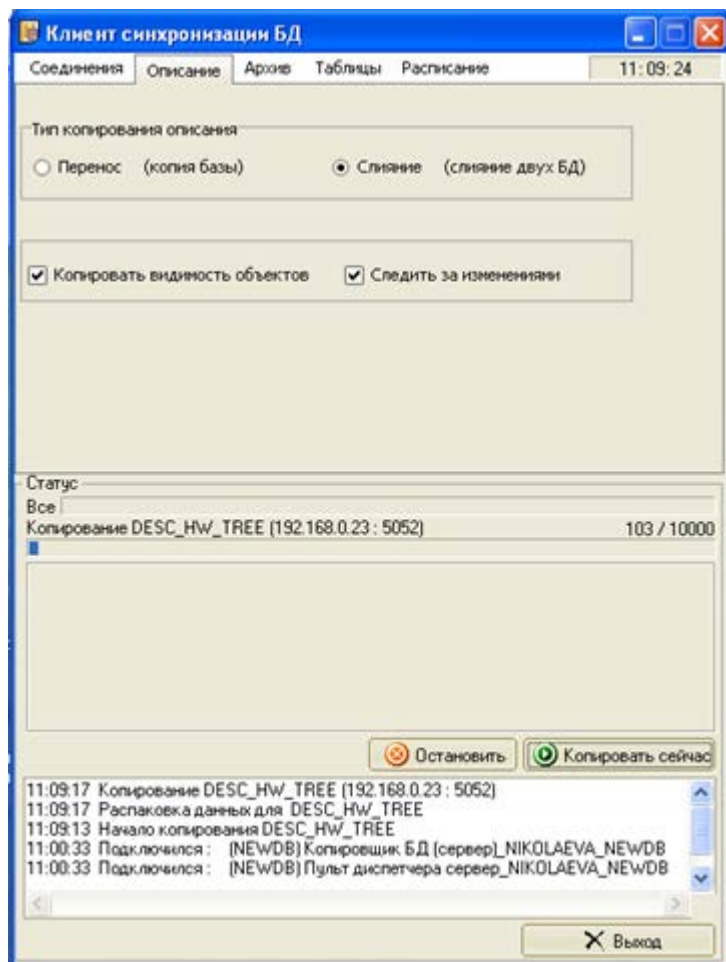 Клиент синхронизации БД
Соединения Описание Архив Таблицы Расписание 11:09:24
Тип копирования описания
Перенос (копия базы) Слияние (слияние двух БД)
Копировать видимость объектов Следить за изменениями
Статус
Все
Копирование DESC_HW_TREE (192.168.0.23 : 5052) 103 / 10000
Остановить Копировать сейчас
11:09:17 Копирование DESC_HW_TREE (192.168.0.23 : 5052)
11:09:17 Распаковка данных для DESC_HW_TREE
11:09:13 Начало копирования DESC_HW_TREE
11:00:33 Подключился : (NEWDB) Копировщик БД (сервер)_NIKOLAEVA_NEWDB
11:00:33 Подключился : (NEWDB) Пульт диспетчера сервер_NIKOLAEVA_NEWDB
Выход